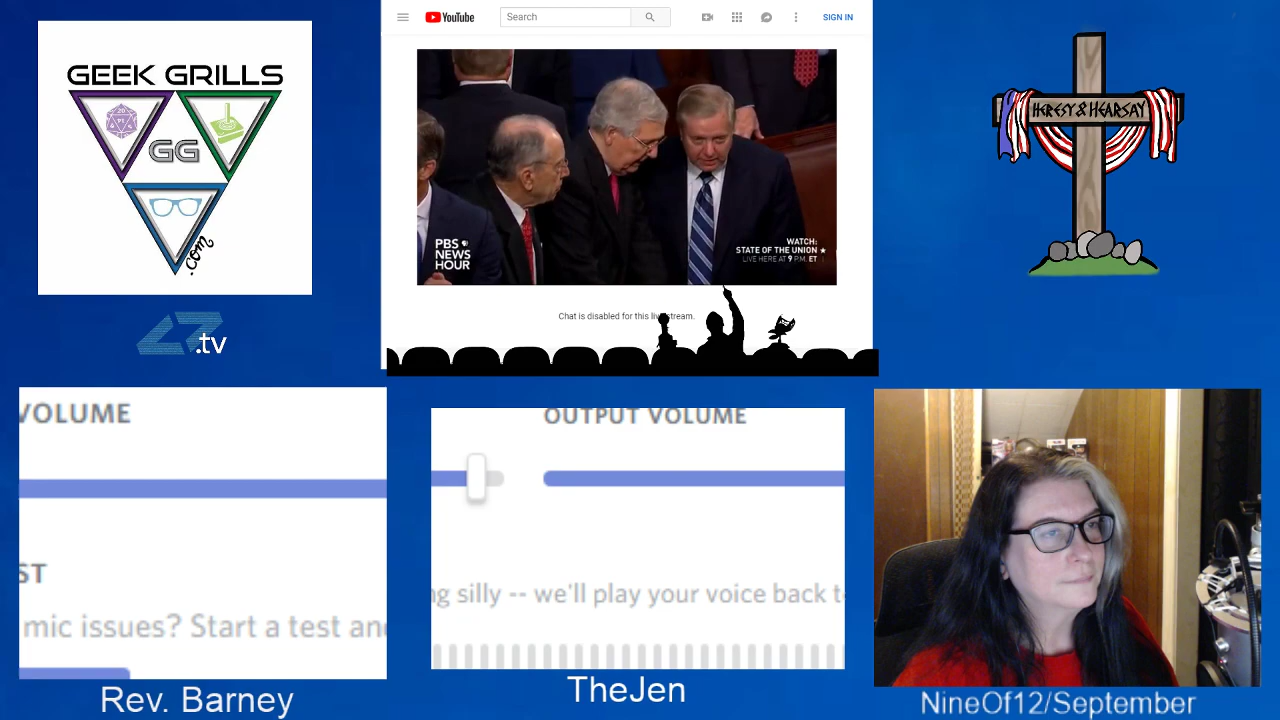 GEEK GRILLS
20
GG
.com
.tv
YouTube
Search
SIGN IN
PBS
NEWS
HOUR
WATCH:
STATE OF THE UNION ★
LIVE HERE AT 9 P.M. ET
Chat is disabled for this livestream.
HERESY & HEARSAY
VOLUME
ST
mic issues? Start a test an
Rev. Barney
OUTPUT VOLUME
ng silly -- we'll play your voice back t
TheJen
NineOf12/September